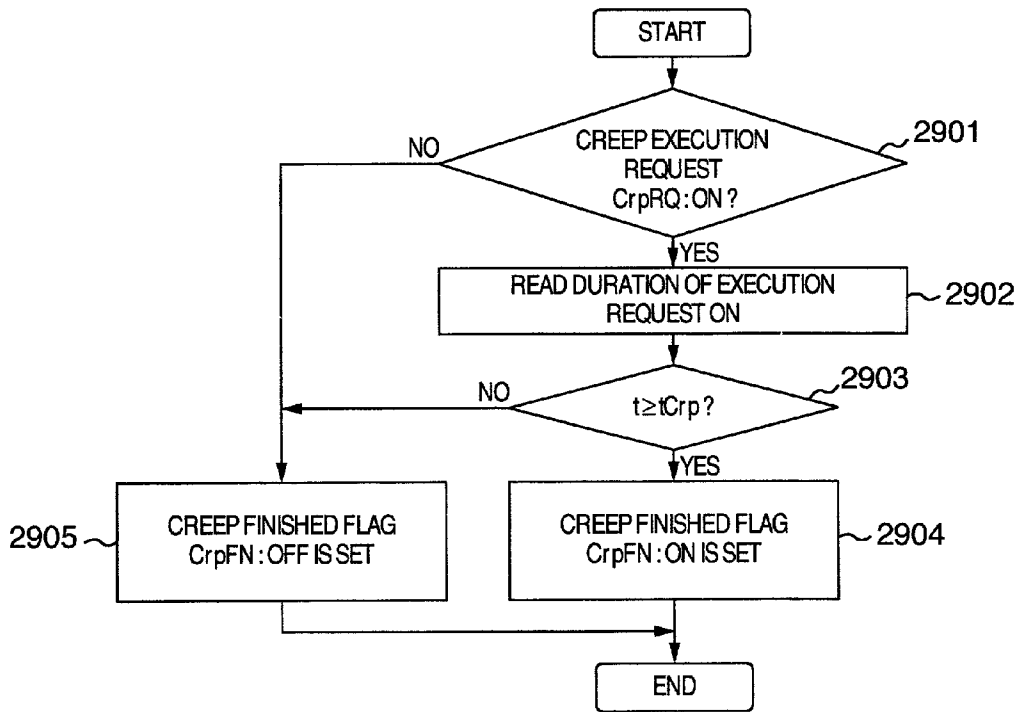 START
2901
CREEP EXECUTION
REQUEST
CrpRQ : ON ?
NO
YES
READ DURATION OF EXECUTION
REQUEST ON
2902
2903
t≥tCrp ?
NO
YES
2905
CREEP FINISHED FLAG
CrpFN : OFF IS SET
CREEP FINISHED FLAG
CrpFN : ON IS SET
2904
END